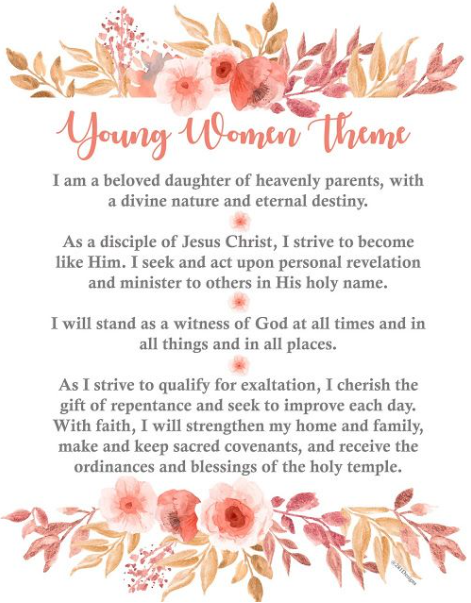 Young Women Theme
I am a beloved daughter of heavenly parents, with
a divine nature and eternal destiny.
As a disciple of Jesus Christ, I strive to become
like Him. I seek and act upon personal revelation
and minister to others in His holy name.
I will stand as a witness of God at all times and in
all things and in all places.
As I strive to qualify for exaltation, I cherish the
gift of repentance and seek to improve each day.
With faith, I will strengthen my home and family,
make and keep sacred covenants, and receive the
ordinances and blessings of the holy temple.